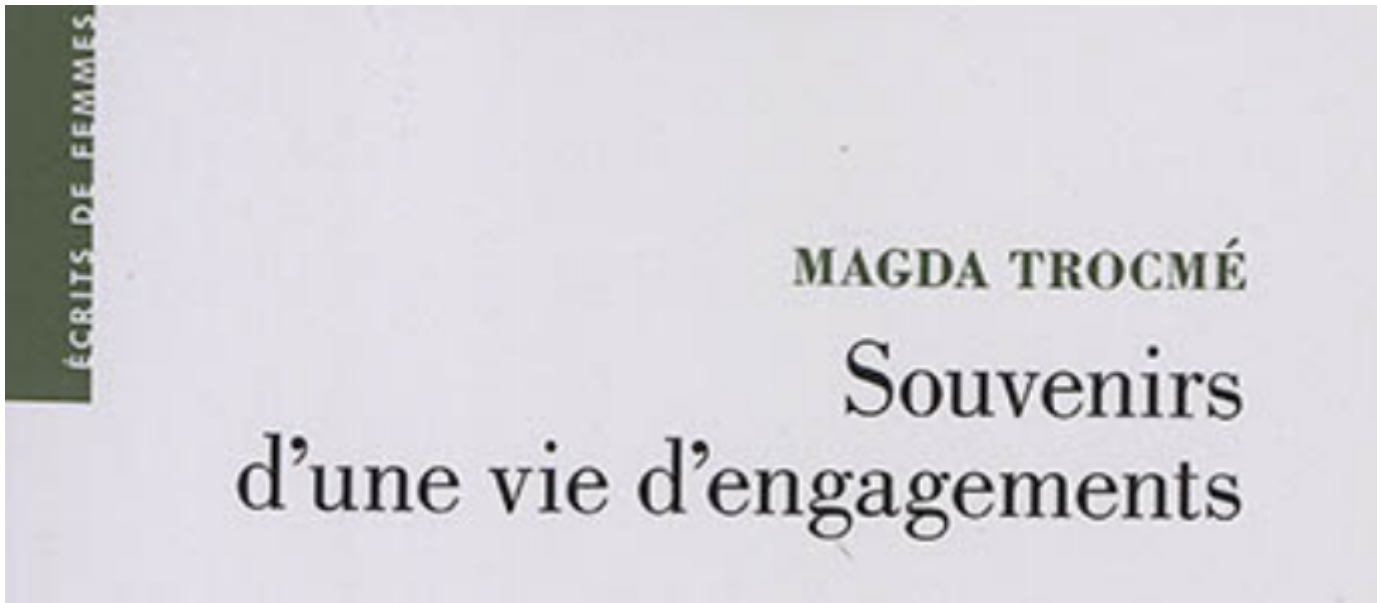 ÉCRITS DE FEMMES
MAGDA TROCMÉ
Souvenirs
d’une vie d’engagements